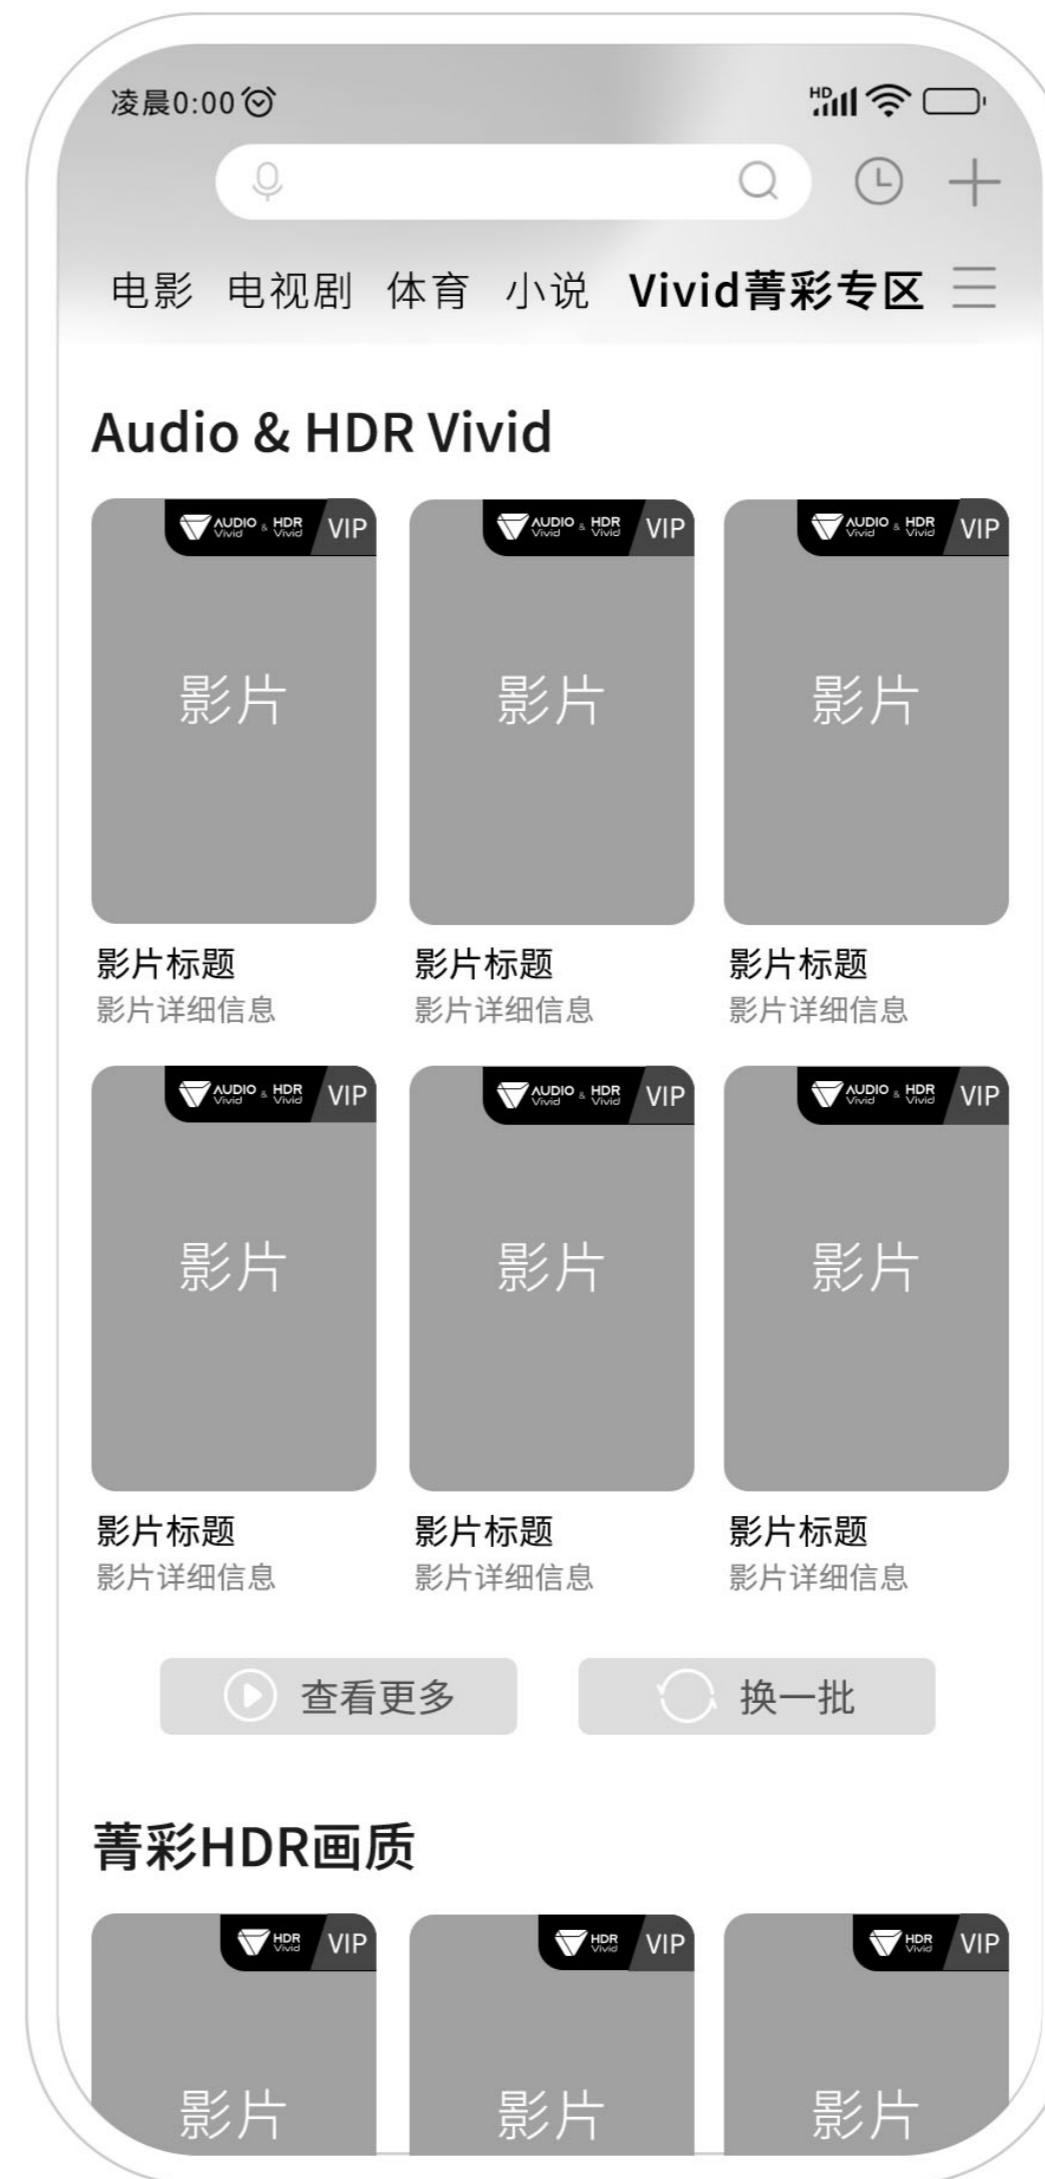 凌晨0:00 HD
电影 电视剧 体育 小说 Vivid菁彩专区
Audio & HDR Vivid
AUDIO & HDR VIP AUDIO & HDR VIP AUDIO & HDR VIP
Vivid Vivid Vivid Vivid Vivid Vivid
影片 影片 影片
影片标题 影片标题 影片标题
影片详细信息 影片详细信息 影片详细信息
AUDIO & HDR VIP AUDIO & HDR VIP AUDIO & HDR VIP
Vivid Vivid Vivid Vivid Vivid Vivid
影片 影片 影片
影片标题 影片标题 影片标题
影片详细信息 影片详细信息 影片详细信息
查看更多 换一批
菁彩HDR画质
HDR VIP HDR VIP HDR VIP
Vivid Vivid Vivid
影片 影片 影片